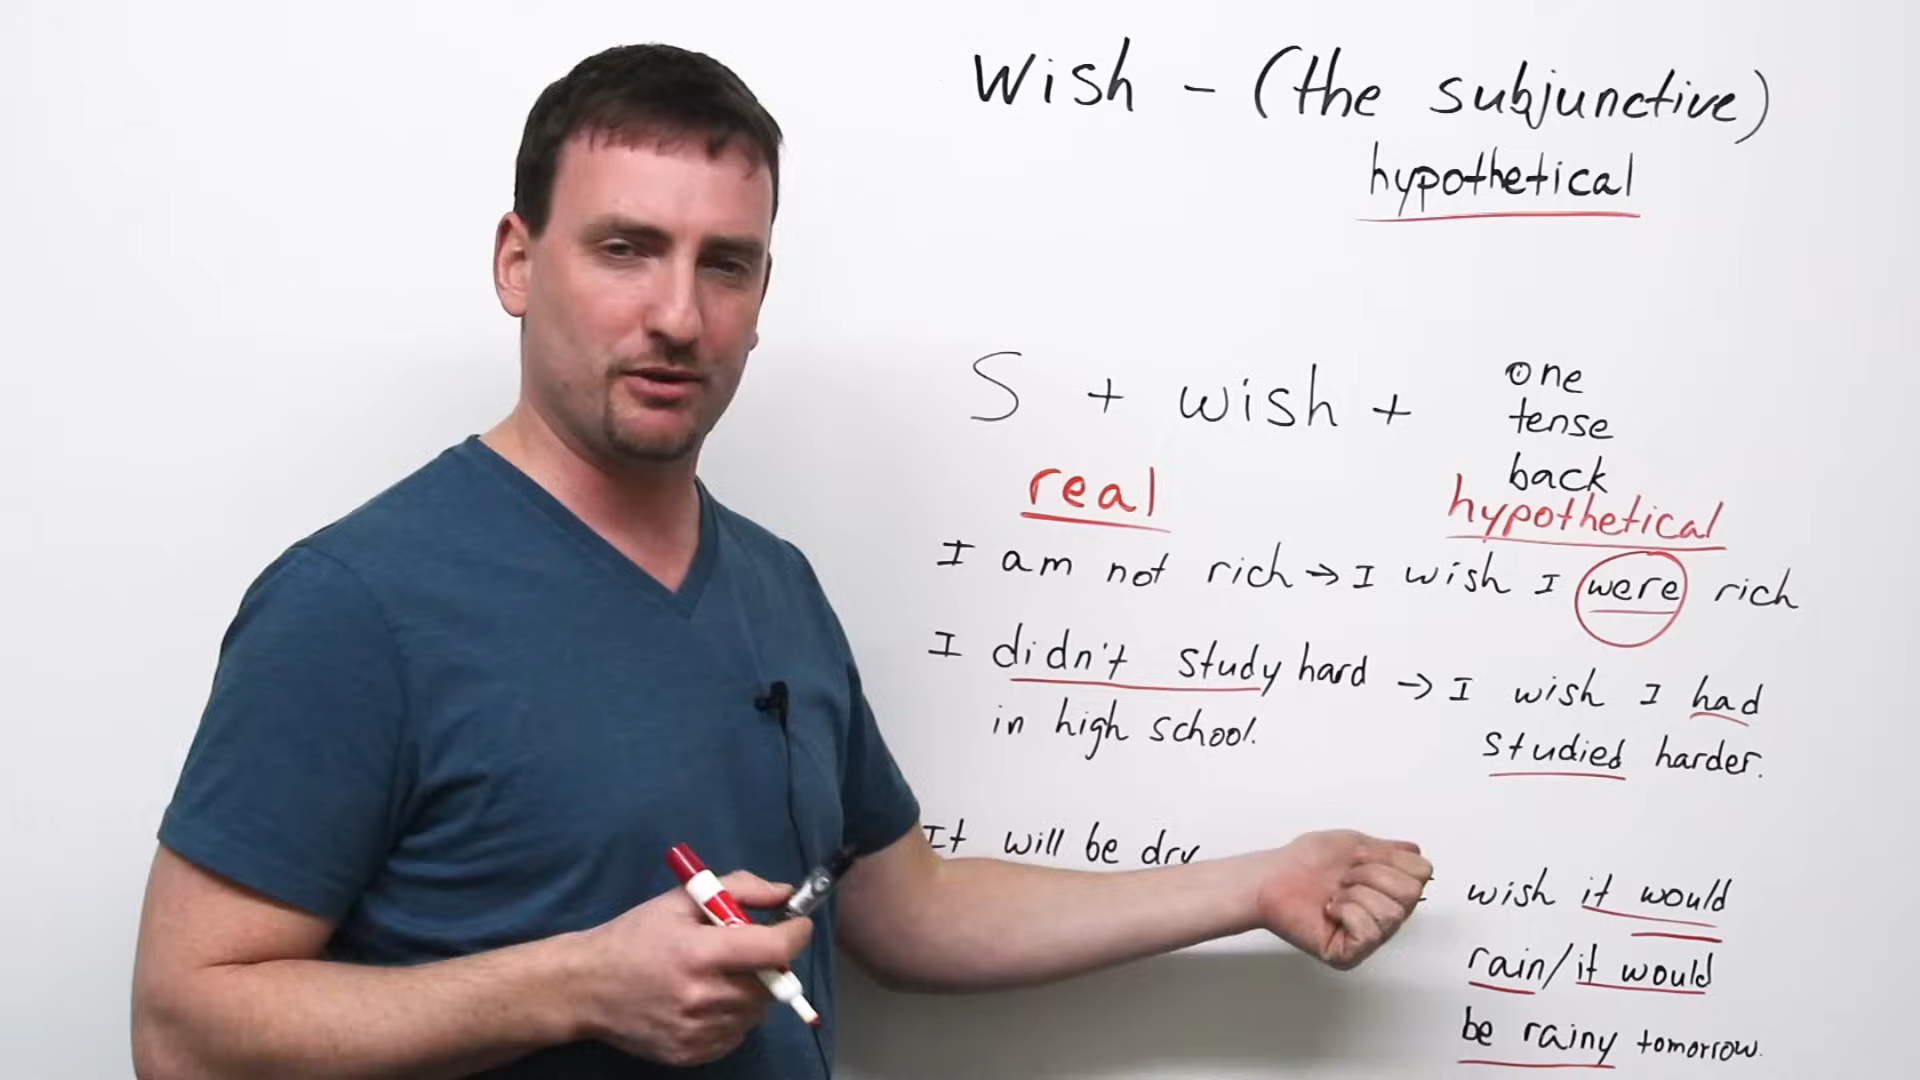 Wish - (the subjunctive)
hypothetical
S + wish + one
tense
back
real hypothetical
I am not rich → I wish I were rich
I didn't study hard → I wish I had
in high school. studied harder.
It will be dry
wish it would
rain/it would
be rainy tomorrow.